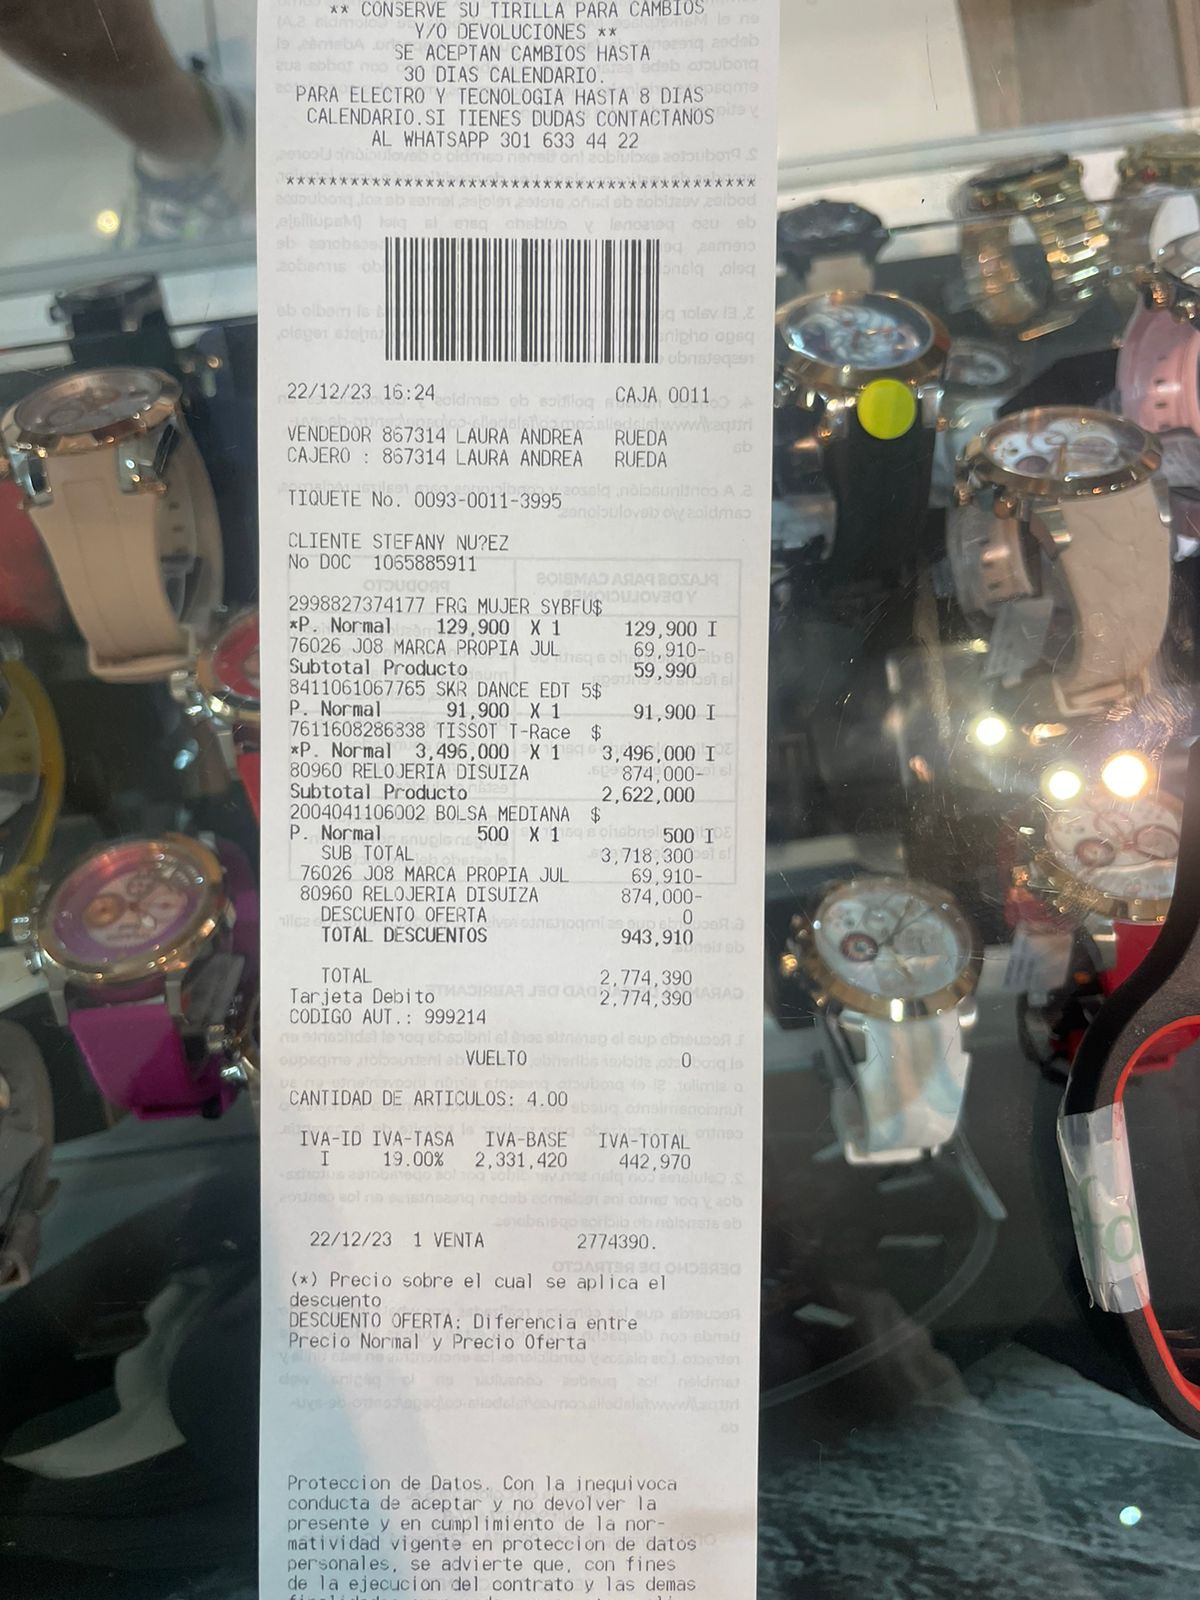 ** CONSERVE SU TIRILLA PARA CAMBIOS
Y/O DEVOLUCIONES **
SE ACEPTAN CAMBIOS HASTA
30 DIAS CALENDARIO.
PARA ELECTRO Y TECNOLOGIA HASTA 8 DIAS
CALENDARIO.SI TIENES DUDAS CONTACTANOS
AL WHATSAPP 301 633 44 22
*********************************************
22/12/23 16:24 CAJA 0011
VENDEDOR 867314 LAURA ANDREA RUEDA
CAJERO : 867314 LAURA ANDREA RUEDA
TIQUETE No. 0093-0011-3995
CLIENTE STEFANY NU?EZ
No DOC 1065885911
2998827374177 FRG MUJER SYBFU$
*P. Normal 129,900 X 1 129,900 I
76026 J08 MARCA PROPIA JUL 69,910-
Subtotal Producto 59,990
8411061067765 SKR DANCE EDT 5$
P. Normal 91,900 X 1 91,900 I
7611608286838 TISSOT T-Race $
*P. Normal 3,496,000 X 1 3,496,000 I
80960 RELOJERIA DISUIZA 874,000-
Subtotal Producto 2,622,000
2004041106002 BOLSA MEDIANA $
P. Normal 500 X 1 500 I
SUB TOTAL 3,718,300
76026 J08 MARCA PROPIA JUL 69,910-
80960 RELOJERIA DISUIZA 874,000-
DESCUENTO OFERTA 0
TOTAL DESCUENTOS 943,910
TOTAL 2,774,390
Tarjeta Debito 2,774,390
CODIGO AUT.: 999214
VUELTO 0
CANTIDAD DE ARTICULOS: 4.00
IVA-ID IVA-TASA IVA-BASE IVA-TOTAL
I 19.00% 2,331,420 442,970
22/12/23 1 VENTA 2774390.
(*) Precio sobre el cual se aplica el
descuento
DESCUENTO OFERTA: Diferencia entre
Precio Normal y Precio Oferta
Proteccion de Datos. Con la inequivoca
conducta de aceptar y no devolver la
presente y en cumplimiento de la nor-
matividad vigente en proteccion de datos
personales, se advierte que, con fines
de la ejecucion del contrato y las demas